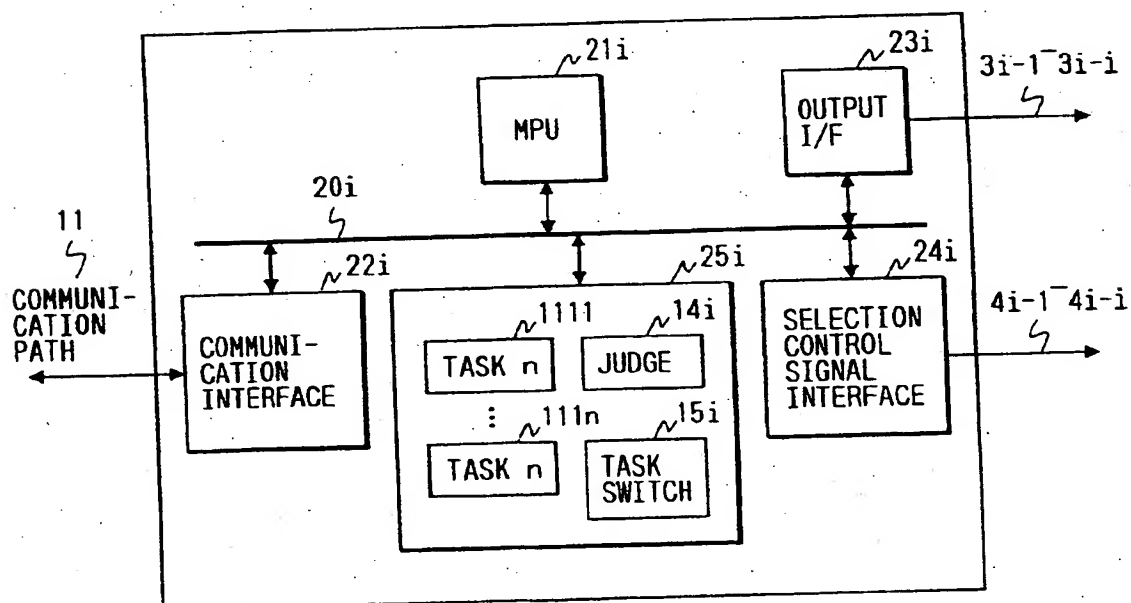 21i
23i
3i-1~3i-i
MPU
OUTPUT
I/F
20i
11
22i
25i
24i
COMMUNI-
CATION
PATH
4i-1~4i-i
COMMUNI-
CATION
INTERFACE
1111
14i
TASK n
JUDGE
⋮
111n
15i
TASK n
TASK
SWITCH
SELECTION
CONTROL
SIGNAL
INTERFACE